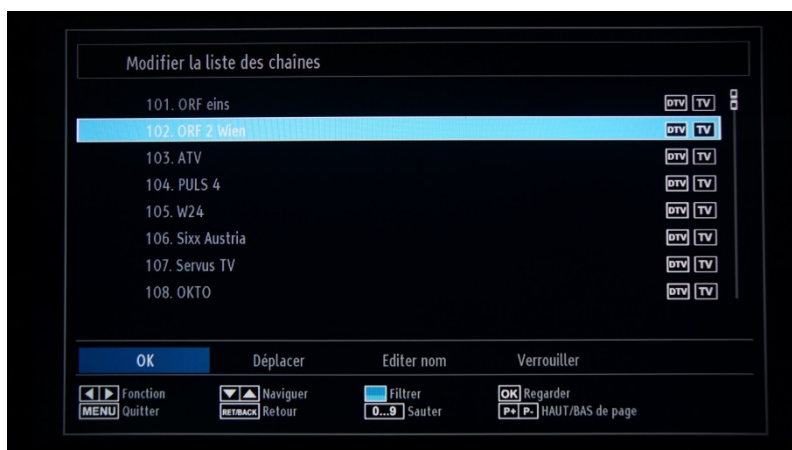 Modifier la liste des chaînes
101. ORF eins DTV TV
102. ORF 2 Wien DTV TV
103. ATV DTV TV
104. PULS 4 DTV TV
105. W24 DTV TV
106. Sixx Austria DTV TV
107. Servus TV DTV TV
108. OKTO DTV TV
OK Déplacer Editer nom Verrouiller
Fonction Naviguer Filtrer OK Regarder
MENU Quitter RET/BACK Retour 0...9 Sauter P+ P- HAUT/BAS de page